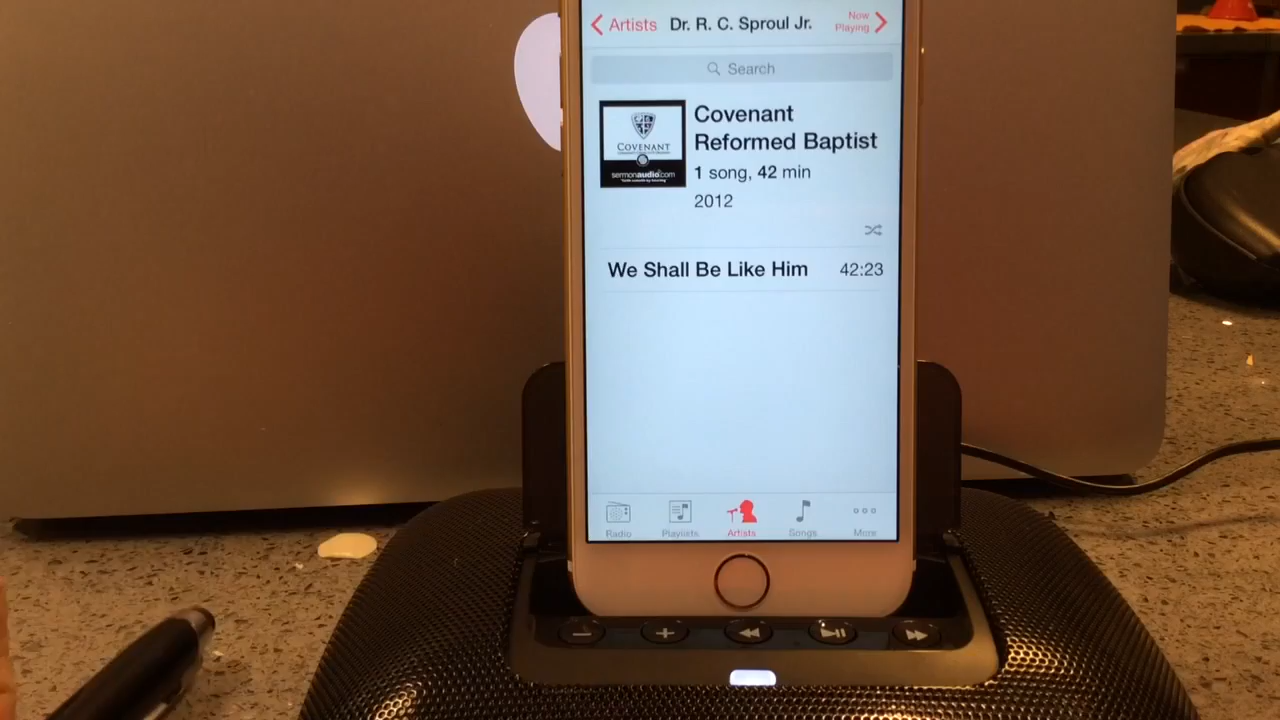 Artists
Dr. R. C. Sproul Jr.
Now
Playing
Search
Covenant
Reformed Baptist
1 song, 42 min
2012
COVENANT
sermonaudio.com
We Shall Be Like Him 42:23
Radio
Playlists
Artists
Songs
More